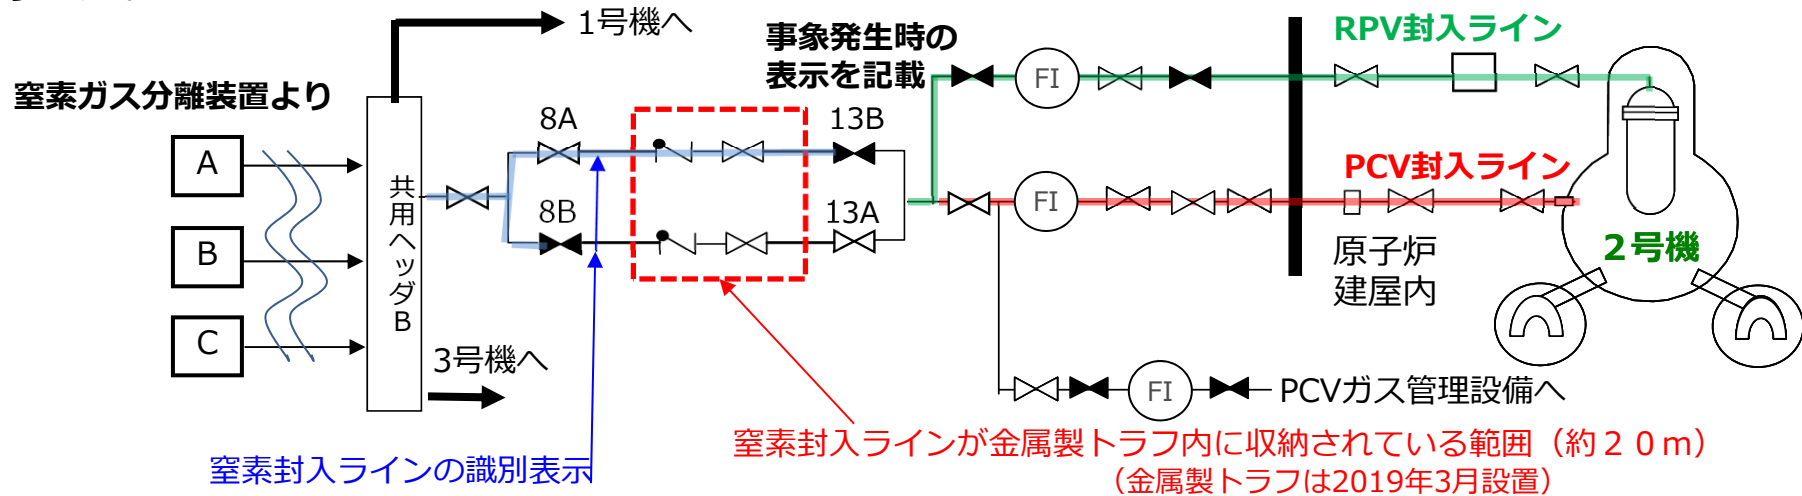 1号機へ
事象発生時の
表示を記載
RPV封入ライン
窒素ガス分離装置より
FI
8A
13B
A
共用ヘッダB
PCV封入ライン
B
8B
13A
FI
原子炉
建屋内
2号機
C
3号機へ
FI
PCVガス管理設備へ
窒素封入ラインの識別表示
窒素封入ラインが金属製トラフ内に収納されている範囲（約２０ｍ）
（金属製トラフは2019年3月設置）